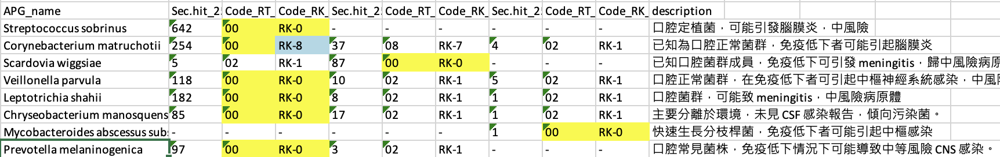 APG_name Sec.hit_2 Code_RT_ Code_RK_ Sec.hit_2 Code_RT_ Code_RK_ Sec.hit_2 Code_RT_ Code_RK_ description
Streptococcus sobrinus 642 00 RK-0 - - - - - - 口腔定植菌，可能引發腦膜炎，中風險
Corynebacterium matruchotii 254 00 RK-8 37 08 RK-7 4 02 RK-1 已知為口腔正常菌群，免疫低下者可能引起腦膜炎
Scardovia wiggsiae 5 02 RK-1 87 00 RK-0 - - - 已知口腔菌群成員，免疫低下可引發 meningitis，歸中風險病原
Veillonella parvula 118 00 RK-0 10 02 RK-1 5 02 RK-1 口腔正常菌群，在免疫低下者可引起中樞神經系統感染，中風
Leptotrichia shahii 182 00 RK-0 8 02 RK-1 1 02 RK-1 口腔菌群，可能致 meningitis，中風險病原體
Chryseobacterium manosquens 85 00 RK-0 17 02 RK-1 1 02 RK-1 主要分離於環境，未見 CSF 感染報告，傾向污染菌。
Mycobacteroides abscessus sub - - - - - - 1 00 RK-0 快速生長分枝桿菌，免疫低下者可能引起中樞感染
Prevotella melaninogenica 97 00 RK-0 3 02 RK-1 - - - 口腔常見菌株，免疫低下情況下可能導致中等風險 CNS 感染。